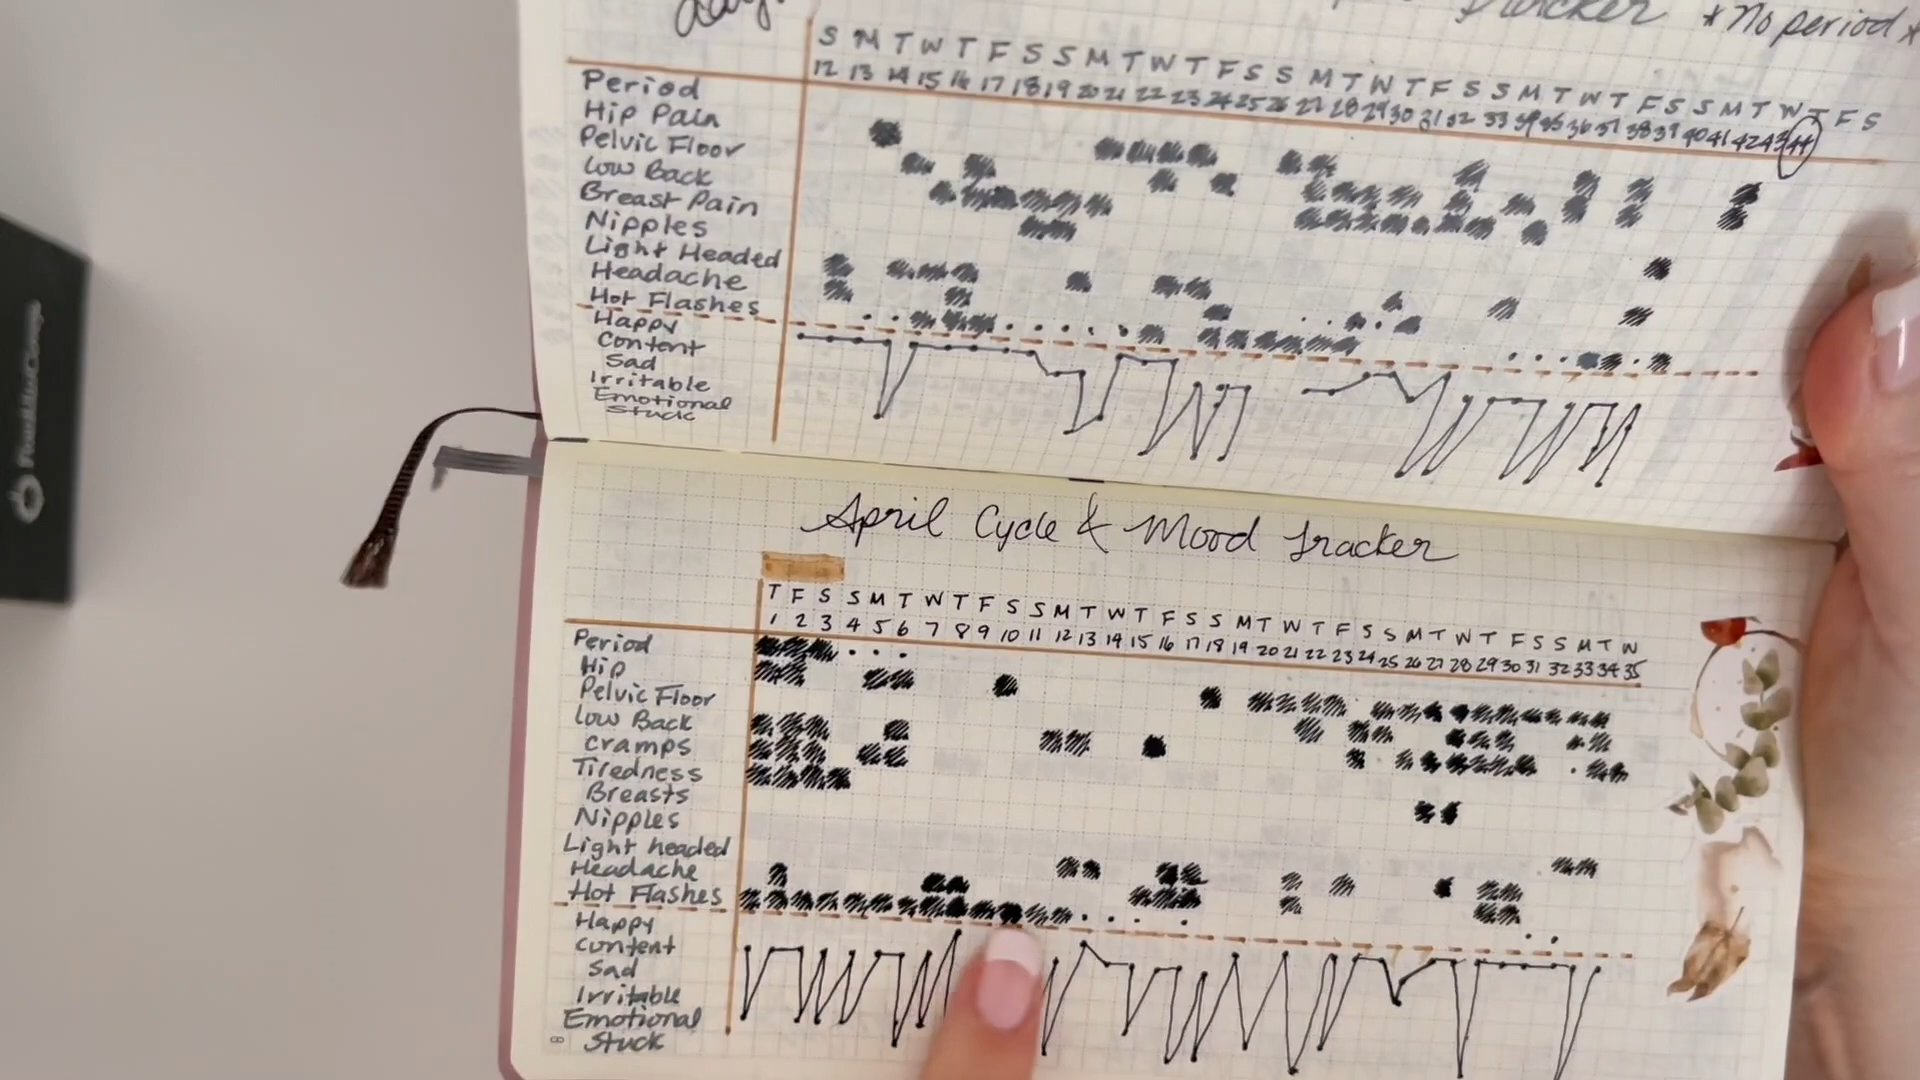 Tracker *No period*
S M T W T F S S M T W T F S S M T W T F S S M T W T F S S M T W T F S
12 13 14 15 16 17 18 19 20 21 22 23 24 25 26 27 28 29 30 31 32 33 34 35 36 37 38 39 40 41 42 43 44
Period
Hip Pain
Pelvic Floor
Low Back
Breast Pain
Nipples
Light Headed
Headache
Hot Flashes
Happy
Content
Sad
Irritable
Emotional
Stuck
April Cycle & Mood Tracker
T F S S M T W T F S S M T W T F S S M T W T F S S M T W T F S S M T W
1 2 3 4 5 6 7 8 9 10 11 12 13 14 15 16 17 18 19 20 21 22 23 24 25 26 27 28 29 30 31 32 33 34 35
Period
Hip
Pelvic Floor
Low Back
Cramps
Tiredness
Breasts
Nipples
Light headed
Headache
Hot Flashes
Happy
Content
Sad
Irritable
Emotional
Stuck
8